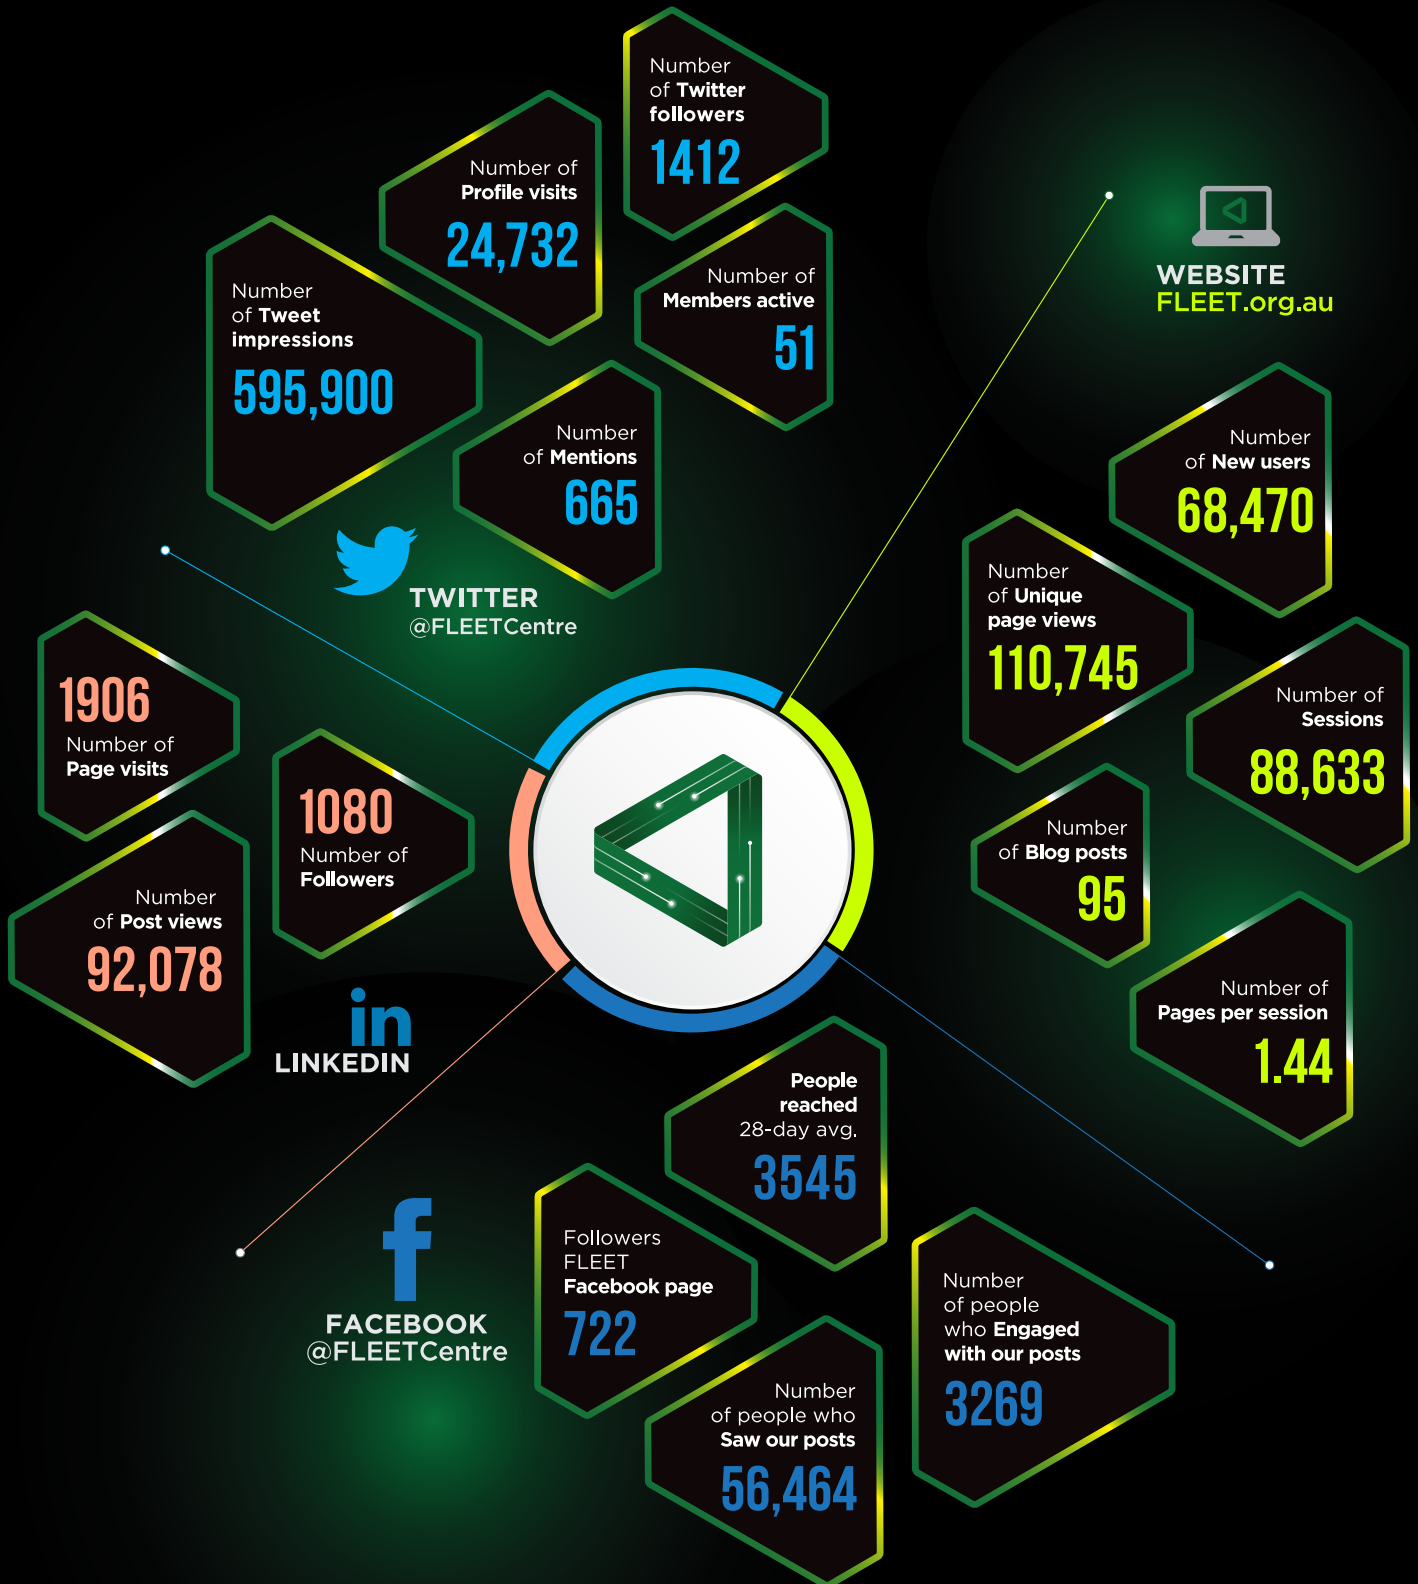 Number
of Twitter
followers
1412
Number of
Profile visits
24,732
Number of
Members active
51
Number
of Tweet
impressions
595,900
Number
of Mentions
665
TWITTER
@FLEETCentre
WEBSITE
FLEET.org.au
Number
of New users
68,470
Number
of Unique
page views
110,745
Number of
Sessions
88,633
Number
of Blog posts
95
Number of
Pages per session
1.44
1906
Number of
Page visits
1080
Number of
Followers
Number
of Post views
92,078
in
LINKEDIN
People
reached
28-day avg.
3545
Followers
FLEET
Facebook page
722
Number
of people
who Engaged
with our posts
3269
Number
of people who
Saw our posts
56,464
f
FACEBOOK
@FLEETCentre